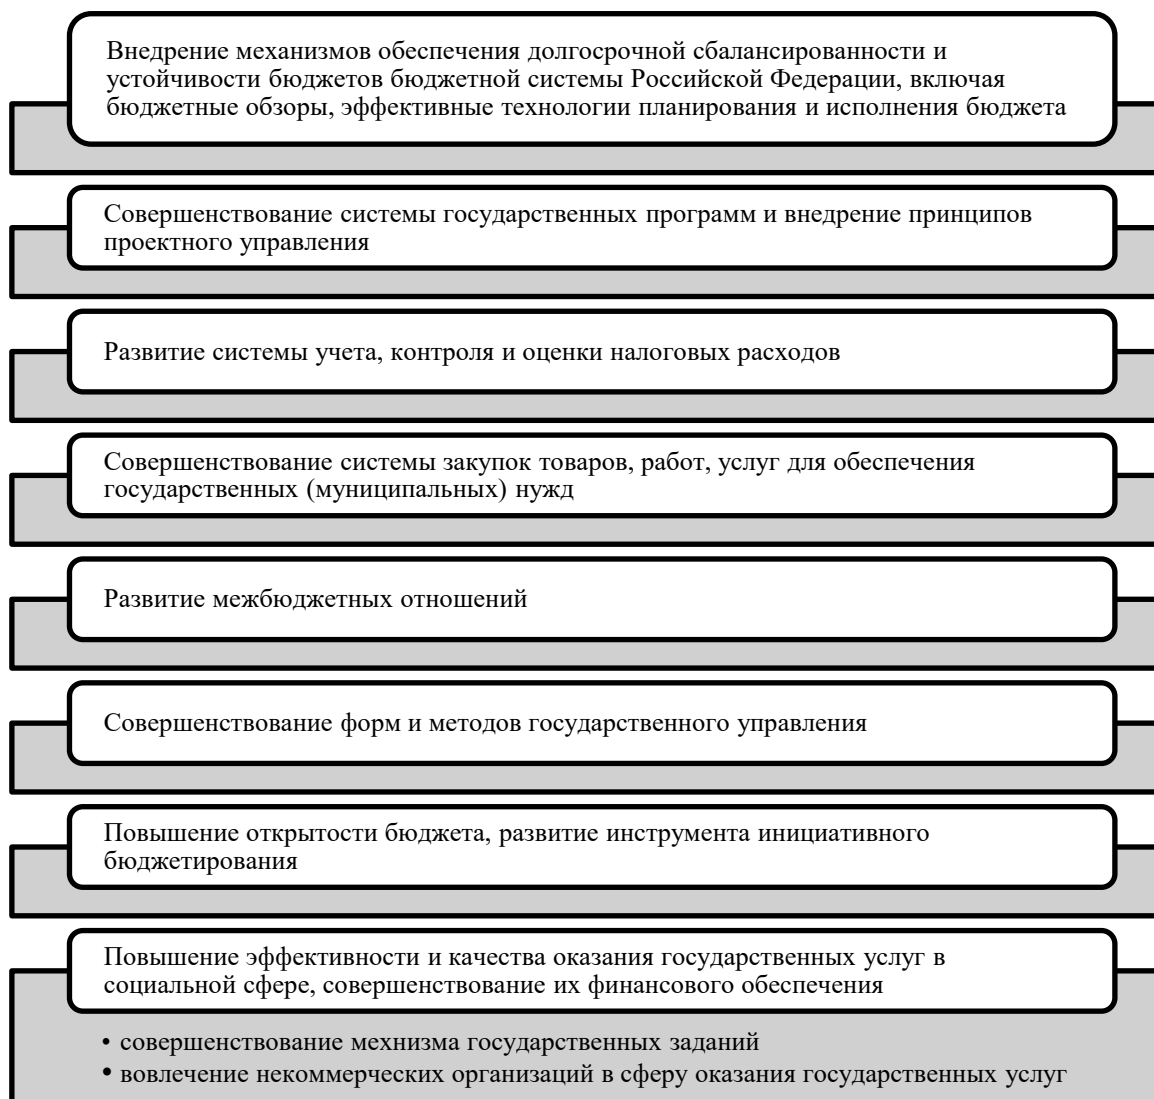 Внедрение механизмов обеспечения долгосрочной сбалансированности и
устойчивости бюджетов бюджетной системы Российской Федерации, включая
бюджетные обзоры, эффективные технологии планирования и исполнения бюджета
Совершенствование системы государственных программ и внедрение принципов
проектного управления
Развитие системы учета, контроля и оценки налоговых расходов
Совершенствование системы закупок товаров, работ, услуг для обеспечения
государственных (муниципальных) нужд
Развитие межбюджетных отношений
Совершенствование форм и методов государственного управления
Повышение открытости бюджета, развитие инструмента инициативного
бюджетирования
Повышение эффективности и качества оказания государственных услуг в
социальной сфере, совершенствование их финансового обеспечения
• совершенствование мехнизма государственных заданий
• вовлечение некоммерческих организаций в сферу оказания государственных услуг